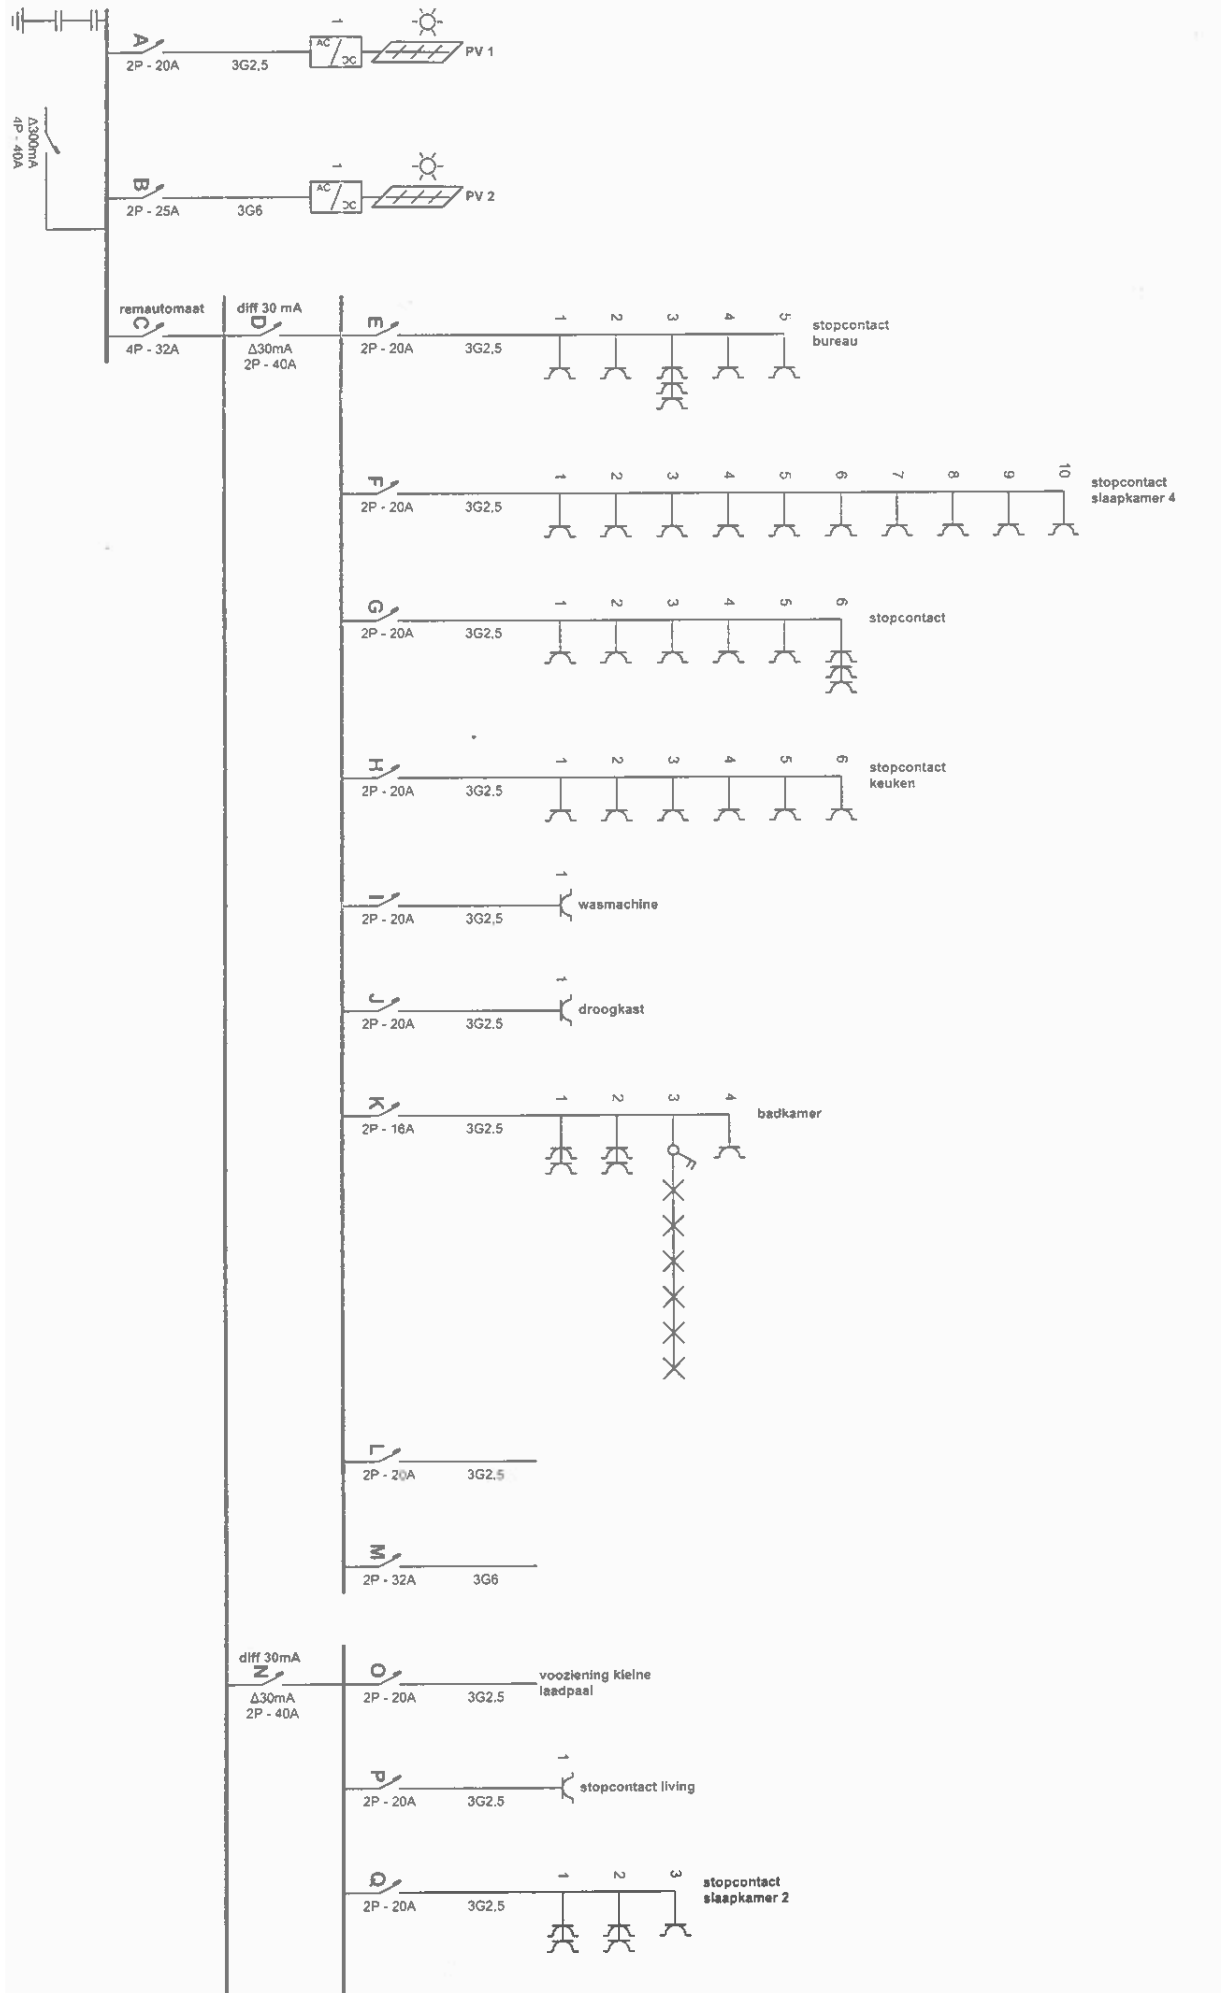 A
2P - 20A
3G2,5
1
AC
DC
PV 1
Δ300mA
4P - 40A
B
2P - 25A
3G6
1
AC
DC
PV 2
remautomaat
C
4P - 32A
diff 30 mA
D
Δ30mA
2P - 40A
E
2P - 20A
3G2,5
1 2 3 4 5
stopcontact
bureau
F
2P - 20A
3G2,5
1 2 3 4 5 6 7 8 9 10
stopcontact
slaapkamer 4
G
2P - 20A
3G2,5
1 2 3 4 5 6
stopcontact
H
2P - 20A
3G2,5
1 2 3 4 5 6
stopcontact
keuken
I
2P - 20A
3G2,5
1
wasmachine
J
2P - 20A
3G2,5
1
droogkast
K
2P - 16A
3G2,5
1 2 3 4
badkamer
L
2P - 20A
3G2,5
M
2P - 32A
3G6
diff 30mA
N
Δ30mA
2P - 40A
O
2P - 20A
3G2,5
vooziening kleine
laadpaal
P
2P - 20A
3G2,5
1
stopcontact living
Q
2P - 20A
3G2,5
1 2 3
stopcontact
slaapkamer 2